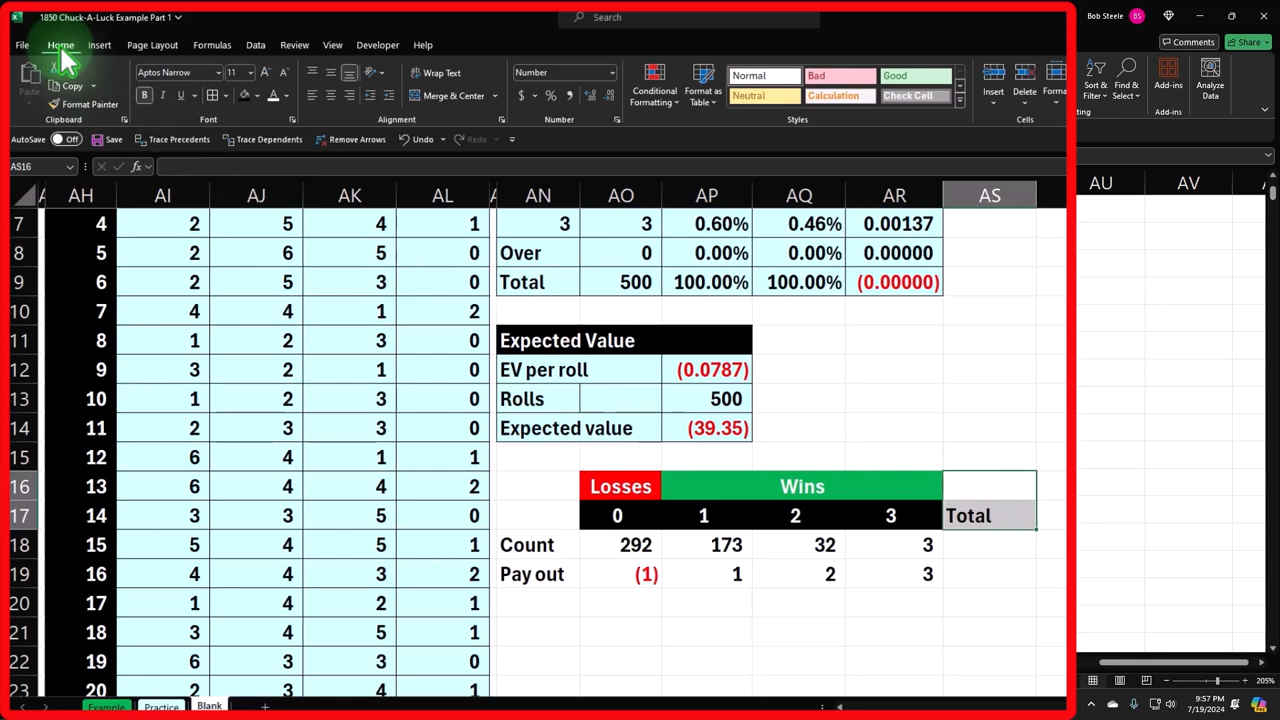 1850 Chuck-A-Luck Example Part 1
Search
Bob Steele BS
File Home Insert Page Layout Formulas Data Review View Developer Help
Comments Share
Paste Copy Format Painter
Clipboard
Aptos Narrow 11
B I U
Font
Wrap Text
Merge & Center
Alignment
Number
Number
Conditional Formatting
Format as Table
Normal Bad Good
Neutral Calculation Check Cell
Styles
Insert Delete
Cells
Sort & Filter
Find & Select
Add-ins
Add-ins
Analyze Data
AutoSave Off Save Trace Precedents Trace Dependents Remove Arrows Undo Redo
AS16 fx
AH AI AJ AK AL AN AO AP AQ AR AS AU AV
7 4 2 5 4 1 3 3 0.60% 0.46% 0.00137
8 5 2 6 5 0 Over 0 0.00% 0.00% 0.00000
9 6 2 5 3 0 Total 500 100.00% 100.00% (0.00000)
10 7 4 4 1 2
11 8 1 2 3 0 Expected Value
12 9 3 2 1 0 EV per roll (0.0787)
13 10 1 2 3 0 Rolls 500
14 11 2 3 3 0 Expected value (39.35)
15 12 6 4 1 1
16 13 6 4 4 2 Losses Wins
17 14 3 3 5 0 0 1 2 3 Total
18 15 5 4 5 1 Count 292 173 32 3
19 16 4 4 3 2 Pay out (1) 1 2 3
20 17 1 4 2 1
21 18 3 4 5 1
22 19 6 3 3 0
23 20 2 3 4 1
Example Practice Blank
205%
9:57 PM
7/19/2024